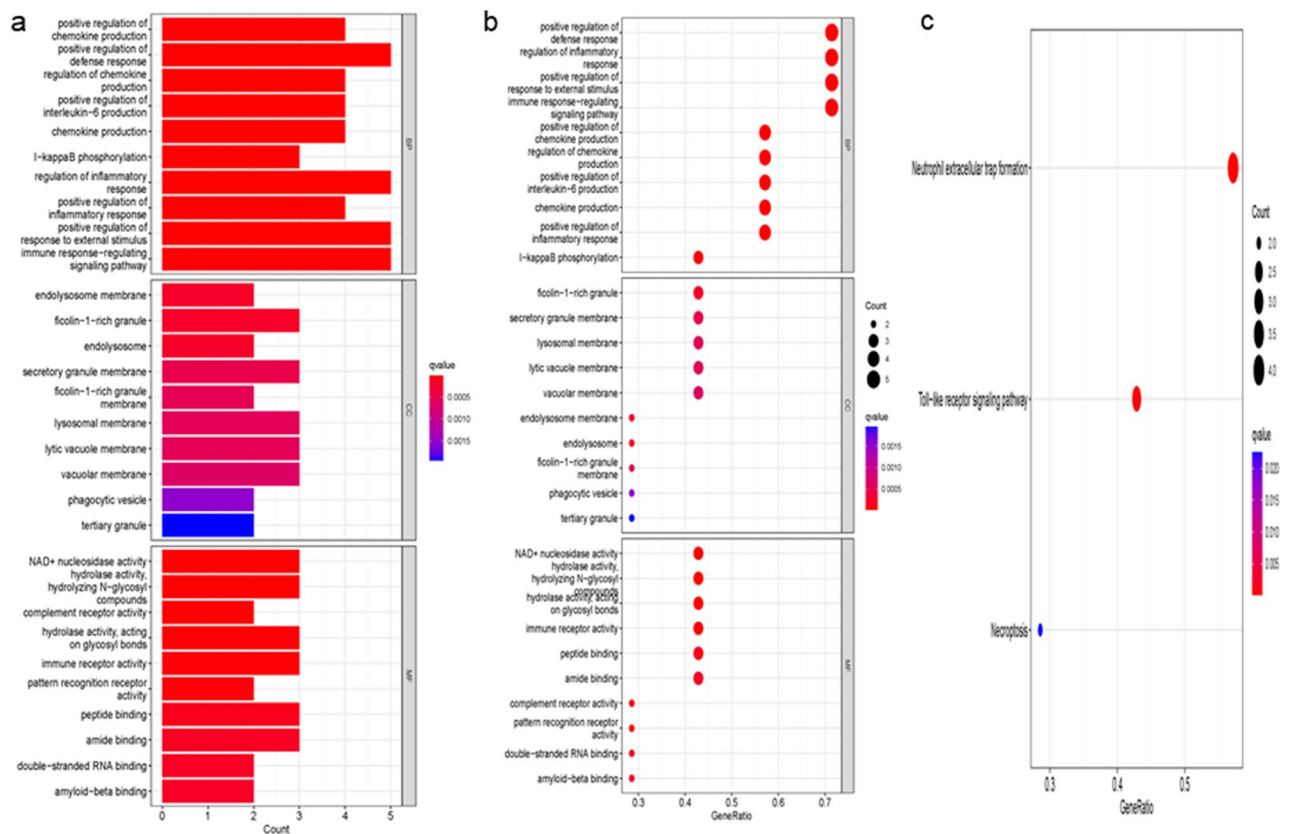 a
positive regulation of
chemokine production
positive regulation of
defense response
regulation of chemokine
production
positive regulation of
interleukin−6 production
chemokine production
I−kappaB phosphorylation
regulation of inflammatory
response
positive regulation of
inflammatory response
positive regulation of
response to external stimulus
immune response−regulating
signaling pathway
BP
endolysosome membrane
ficolin−1−rich granule
endolysosome
secretory granule membrane
ficolin−1−rich granule
membrane
lysosomal membrane
lytic vacuole membrane
vacuolar membrane
phagocytic vesicle
tertiary granule
CC
NAD+ nucleosidase activity
hydrolase activity,
hydrolyzing N−glycosyl
compounds
complement receptor activity
hydrolase activity, acting
on glycosyl bonds
immune receptor activity
pattern recognition receptor
activity
peptide binding
amide binding
double−stranded RNA binding
amyloid−beta binding
MF
0 1 2 3 4 5
Count
qvalue
0.0005
0.0010
0.0015
b
positive regulation of
defense response
regulation of inflammatory
response
positive regulation of
response to external stimulus
immune response−regulating
signaling pathway
positive regulation of
chemokine production
regulation of chemokine
production
positive regulation of
interleukin−6 production
chemokine production
positive regulation of
inflammatory response
I−kappaB phosphorylation
BP
ficolin−1−rich granule
secretory granule membrane
lysosomal membrane
lytic vacuole membrane
vacuolar membrane
endolysosome membrane
endolysosome
ficolin−1−rich granule
membrane
phagocytic vesicle
tertiary granule
CC
NAD+ nucleosidase activity
hydrolase activity,
hydrolyzing N−glycosyl
compounds
hydrolase activity, acting
on glycosyl bonds
immune receptor activity
peptide binding
amide binding
complement receptor activity
pattern recognition receptor
activity
double−stranded RNA binding
amyloid−beta binding
MF
0.3 0.4 0.5 0.6 0.7
GeneRatio
Count
2
3
4
5
qvalue
0.0015
0.0010
0.0005
c
Neutrophil extracellular trap formation
Toll−like receptor signaling pathway
Necroptosis
0.3 0.4 0.5
GeneRatio
Count
2.0
2.5
3.0
3.5
4.0
qvalue
0.020
0.015
0.010
0.005